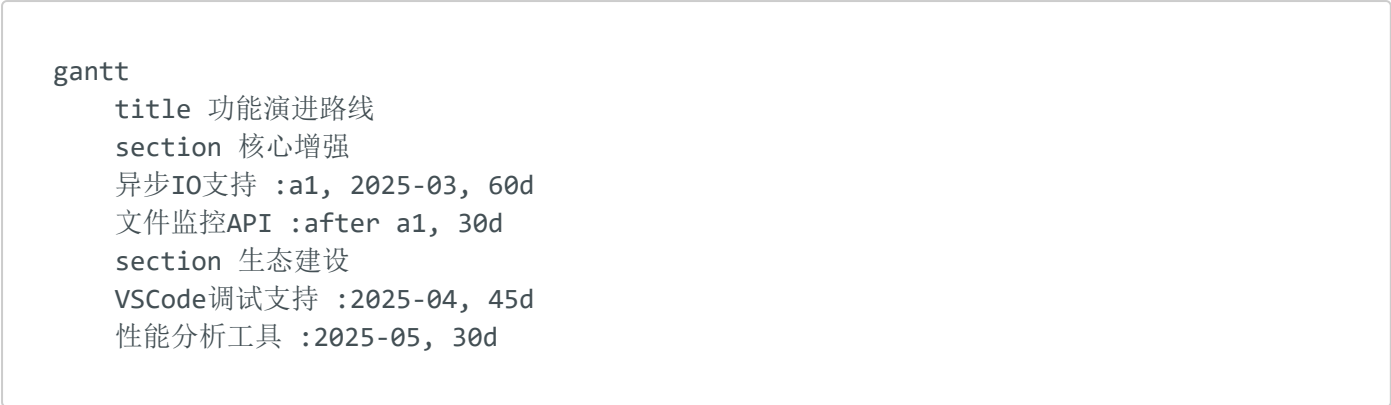 gantt
    title 功能演进路线
    section 核心增强
    异步IO支持 :a1, 2025-03, 60d
    文件监控API :after a1, 30d
    section 生态建设
    VSCode调试支持 :2025-04, 45d
    性能分析工具 :2025-05, 30d